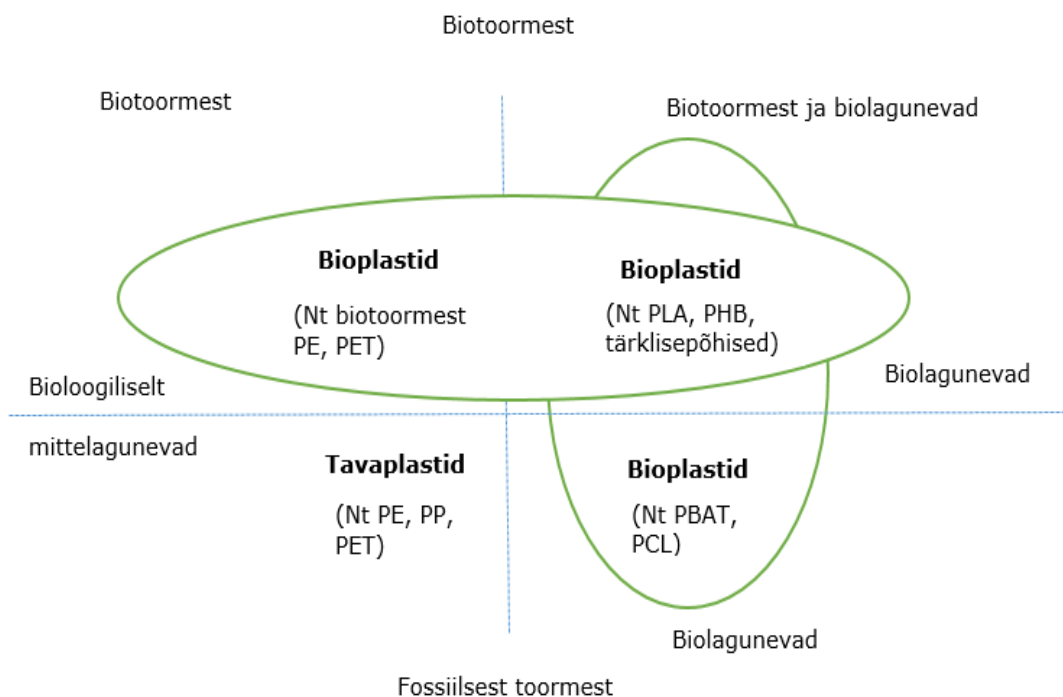 Biotoormest
Biotoormest
Biotoormest ja biolagunevad
Bioplastid
(Nt biotoormest
PE, PET)
Bioplastid
(Nt PLA, PHB,
tärklisepõhised)
Bioloogiliselt
mittelagunevad
Biolagunevad
Tavaplastid
(Nt PE, PP,
PET)
Bioplastid
(Nt PBAT,
PCL)
Biolagunevad
Fossiilsest toormest